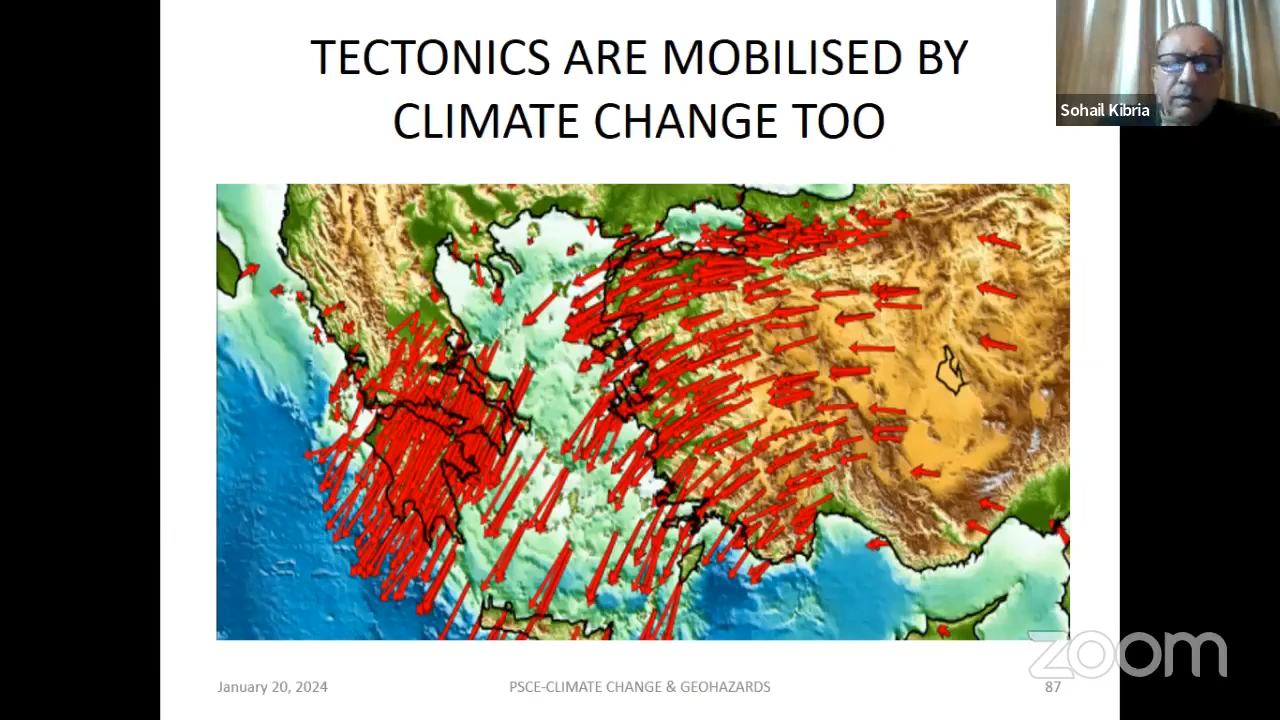 TECTONICS ARE MOBILISED BY
CLIMATE CHANGE TOO
Sohail Kibria
zoom
January 20, 2024
PSCE-CLIMATE CHANGE & GEOHAZARDS
87